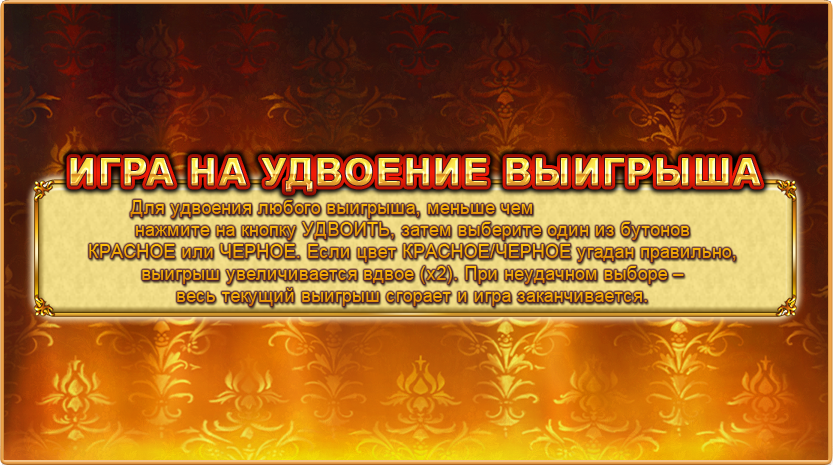 ИГРА НА УДВОЕНИЕ ВЫИГРЫША
Для удвоения любого выигрыша, меньше чем
нажмите на кнопку УДВОИТЬ, затем выберите один из бутонов
КРАСНОЕ или ЧЕРНОЕ. Если цвет КРАСНОЕ/ЧЕРНОЕ угадан правильно,
выигрыш увеличивается вдвое (x2). При неудачном выборе –
весь текущий выигрыш сгорает и игра заканчивается.